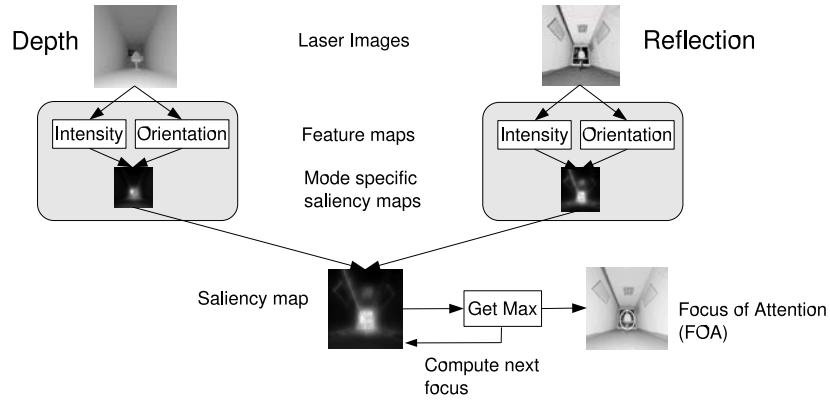 Depth
Laser Images
Reflection
Intensity
Orientation
Feature maps
Intensity
Orientation
Mode specific
saliency maps
Saliency map
Get Max
Focus of Attention
(FOA)
Compute next
focus